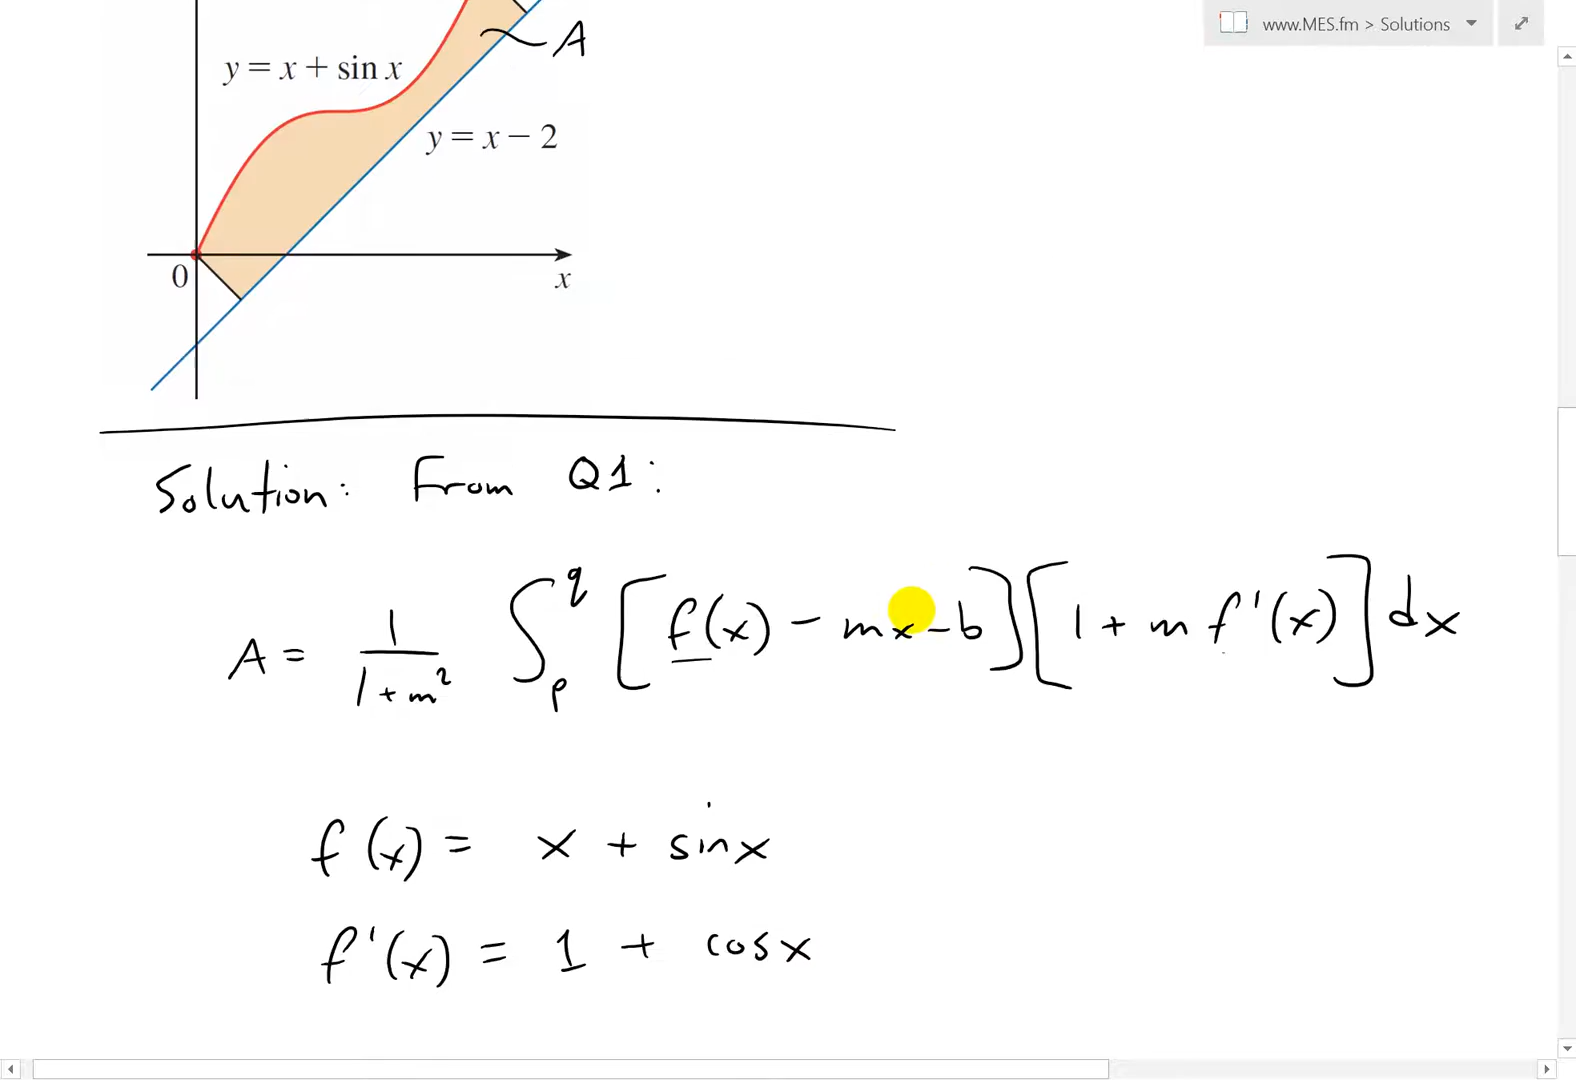 www.MES.fm > Solutions
A
y = x + sin x
y = x − 2
0
x
Solution: From Q1:
A = 1/(1+m²) ∫_p^q [f(x) − mx − b][1 + m f'(x)] dx
f(x) = x + sinx
f'(x) = 1 + cosx